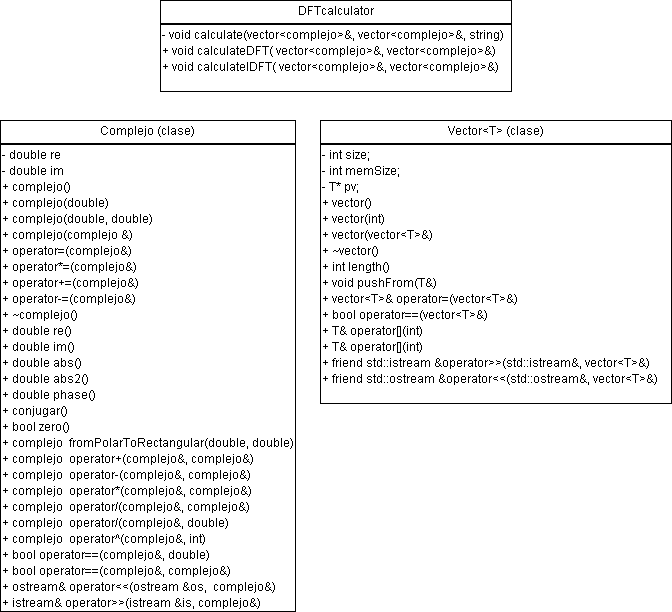 DFTcalculator
- void calculate(vector<complejo>&, vector<complejo>&, string)
+ void calculateDFT( vector<complejo>&, vector<complejo>&)
+ void calculateIDFT( vector<complejo>&, vector<complejo>&)
Complejo (clase)
- double re
- double im
+ complejo()
+ complejo(double)
+ complejo(double, double)
+ complejo(complejo &)
+ operator=(complejo&)
+ operator*=(complejo&)
+ operator+=(complejo&)
+ operator-=(complejo&)
+ ~complejo()
+ double re()
+ double im()
+ double abs()
+ double abs2()
+ double phase()
+ conjugar()
+ bool zero()
+ complejo fromPolarToRectangular(double, double)
+ complejo operator+(complejo&, complejo&)
+ complejo operator-(complejo&, complejo&)
+ complejo operator*(complejo&, complejo&)
+ complejo operator/(complejo&, complejo&)
+ complejo operator/(complejo&, double)
+ complejo operator^(complejo&, int)
+ bool operator==(complejo&, double)
+ bool operator==(complejo&, complejo&)
+ ostream& operator<<(ostream &os, complejo&)
+ istream& operator>>(istream &is, complejo&)
Vector<T> (clase)
- int size;
- int memSize;
- T* pv;
+ vector()
+ vector(int)
+ vector(vector<T>&)
+ ~vector()
+ int length()
+ void pushFrom(T&)
+ vector<T>& operator=(vector<T>&)
+ bool operator==(vector<T>&)
+ T& operator[](int)
+ T& operator[](int)
+ friend std::istream &operator>>(std::istream&, vector<T>&)
+ friend std::ostream &operator<<(std::ostream&, vector<T>&)